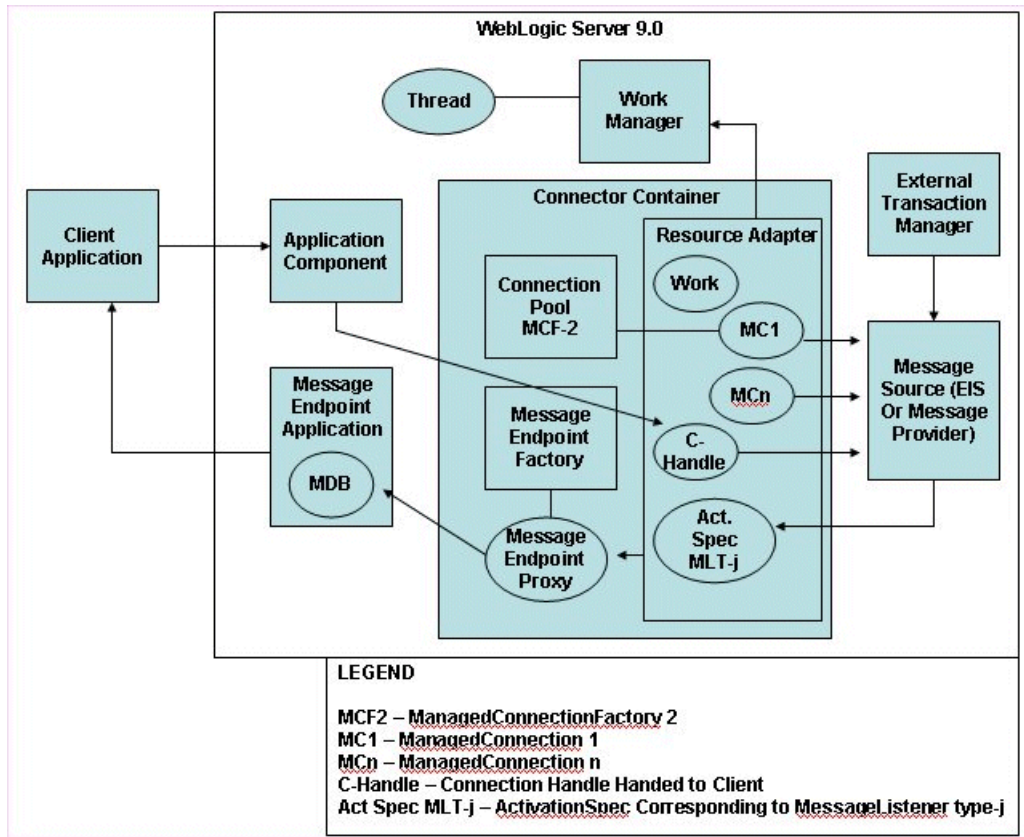 WebLogic Server 9.0
Thread
Work
Manager
External
Transaction
Manager
Connector Container
Client
Application
Application
Component
Resource Adapter
Work
Connection
Pool
MCF-2
MC1
Message
Source (EIS
Or Message
Provider)
Message
Endpoint
Application
MDB
MCn
Message
Endpoint
Factory
C-
Handle
Act.
Spec
MLT-j
Message
Endpoint
Proxy
LEGEND
MCF2 – ManagedConnectionFactory 2
MC1 – ManagedConnection 1
MCn – ManagedConnection n
C-Handle – Connection Handle Handed to Client
Act Spec MLT-j – ActivationSpec Corresponding to MessageListener type-j